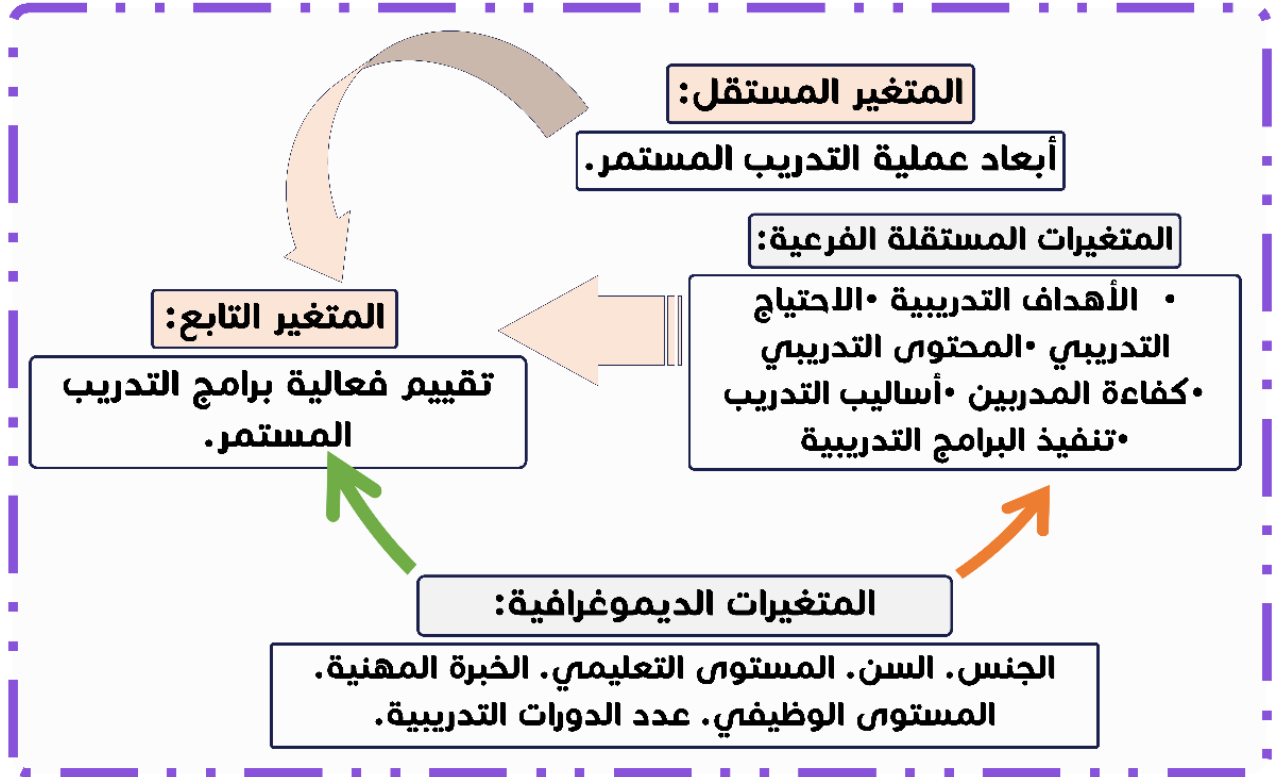 المتغير المستقل:
أبعاد عملية التدريب المستمر.
المتغيرات المستقلة الفرعية:
• الأهداف التدريبية •الاحتياج
التدريبي •المحتوى التدريبي
•كفاءة المدربين •أساليب التدريب
•تنفيذ البرامج التدريبية
المتغير التابع:
تقييم فعالية برامج التدريب
المستمر.
المتغيرات الديموغرافية:
الجنس. السن. المستوى التعليمي. الخبرة المهنية.
المستوى الوظيفي. عدد الدورات التدريبية.